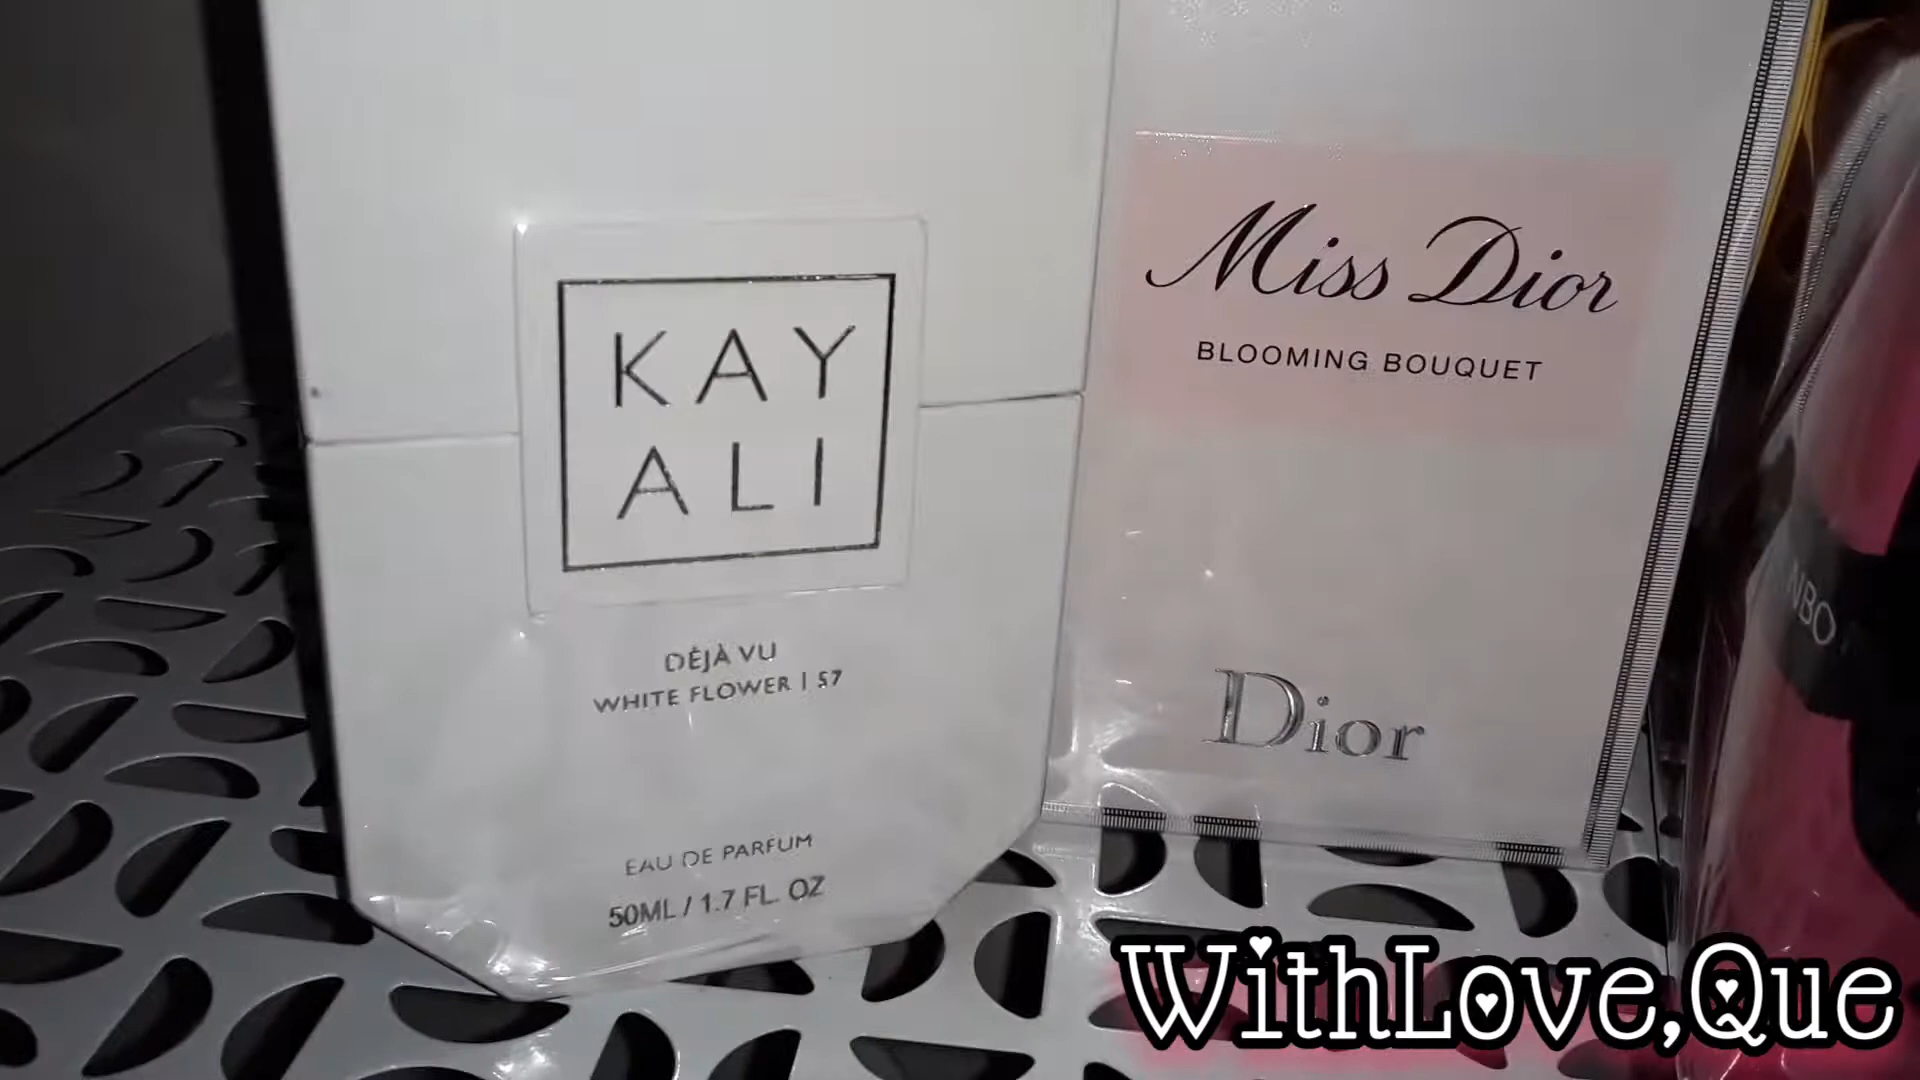 KAY
ALI
DÉJÀ VU
WHITE FLOWER | 57
EAU DE PARFUM
50ML / 1.7 FL. OZ
Miss Dior
BLOOMING BOUQUET
Dior
NBO
WithLove,Que